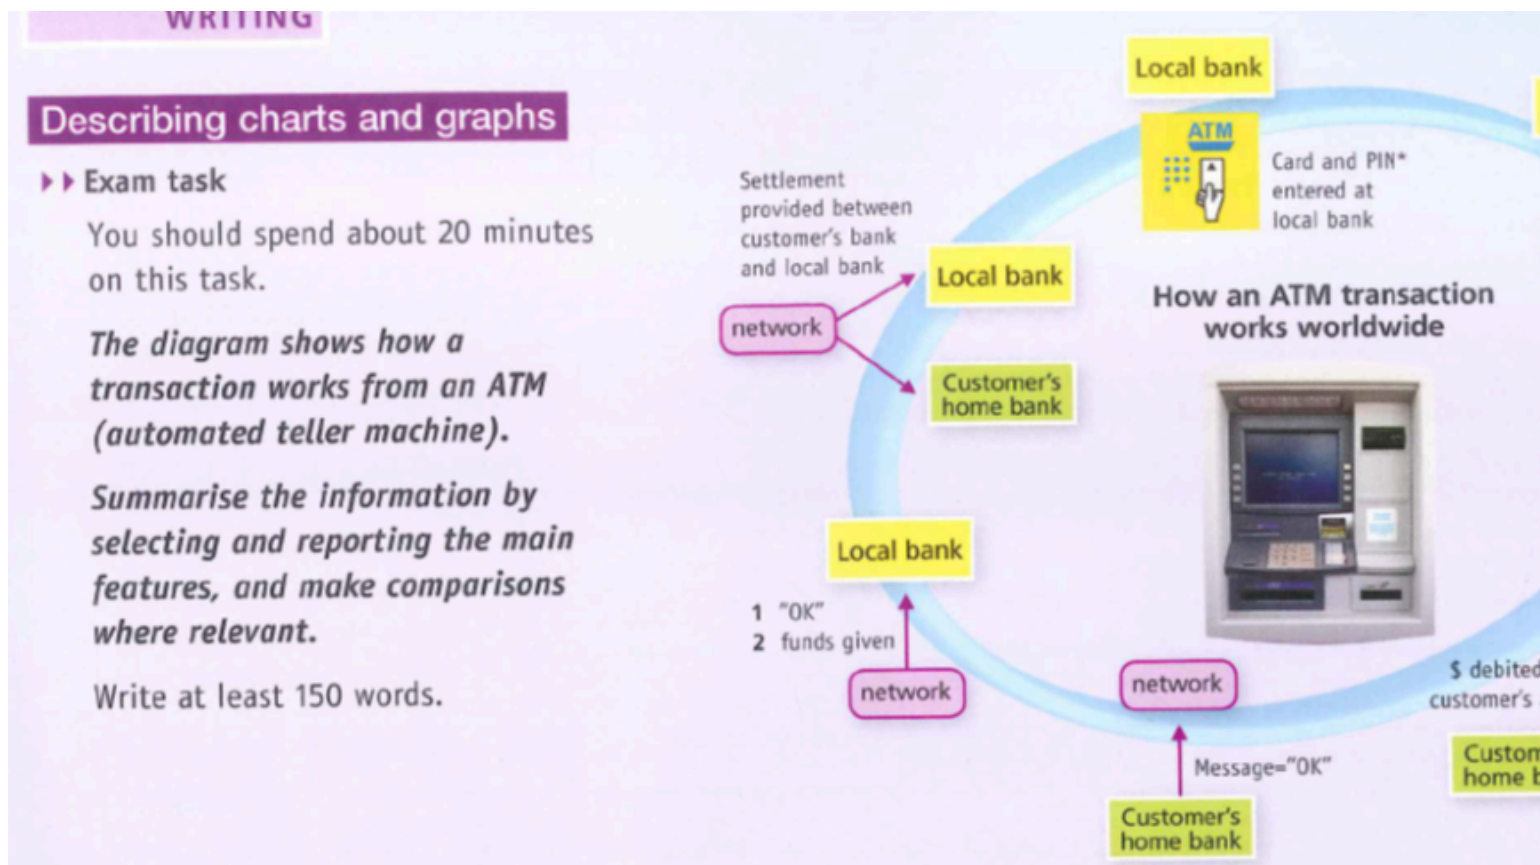 WRITING
Describing charts and graphs
Exam task
You should spend about 20 minutes
on this task.
The diagram shows how a
transaction works from an ATM
(automated teller machine).
Summarise the information by
selecting and reporting the main
features, and make comparisons
where relevant.
Write at least 150 words.
Local bank
ATM
Card and PIN*
entered at
local bank
Settlement
provided between
customer's bank
and local bank
network
Local bank
Customer's
home bank
How an ATM transaction
works worldwide
Local bank
1 "OK"
2 funds given
network
network
Message="OK"
Customer's
home bank
$ debited
customer's
home